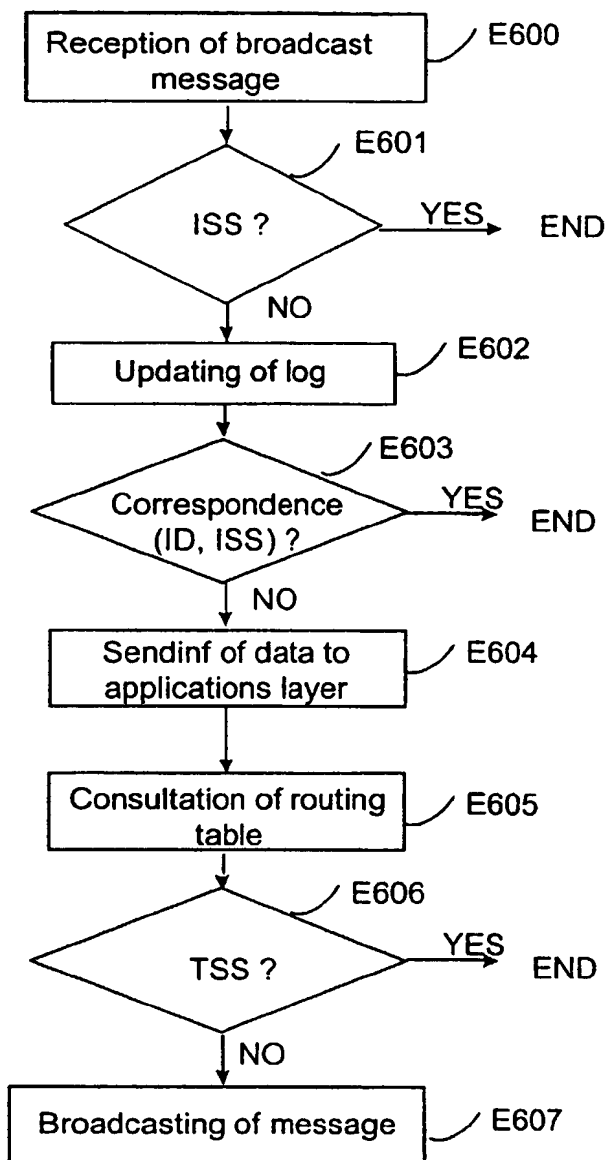 Reception of broadcast
message
E600
E601
ISS ?
YES
END
NO
Updating of log
E602
E603
Correspondence
(ID, ISS) ?
YES
END
NO
Sendinf of data to
applications layer
E604
Consultation of routing
table
E605
E606
TSS ?
YES
END
NO
Broadcasting of message
E607